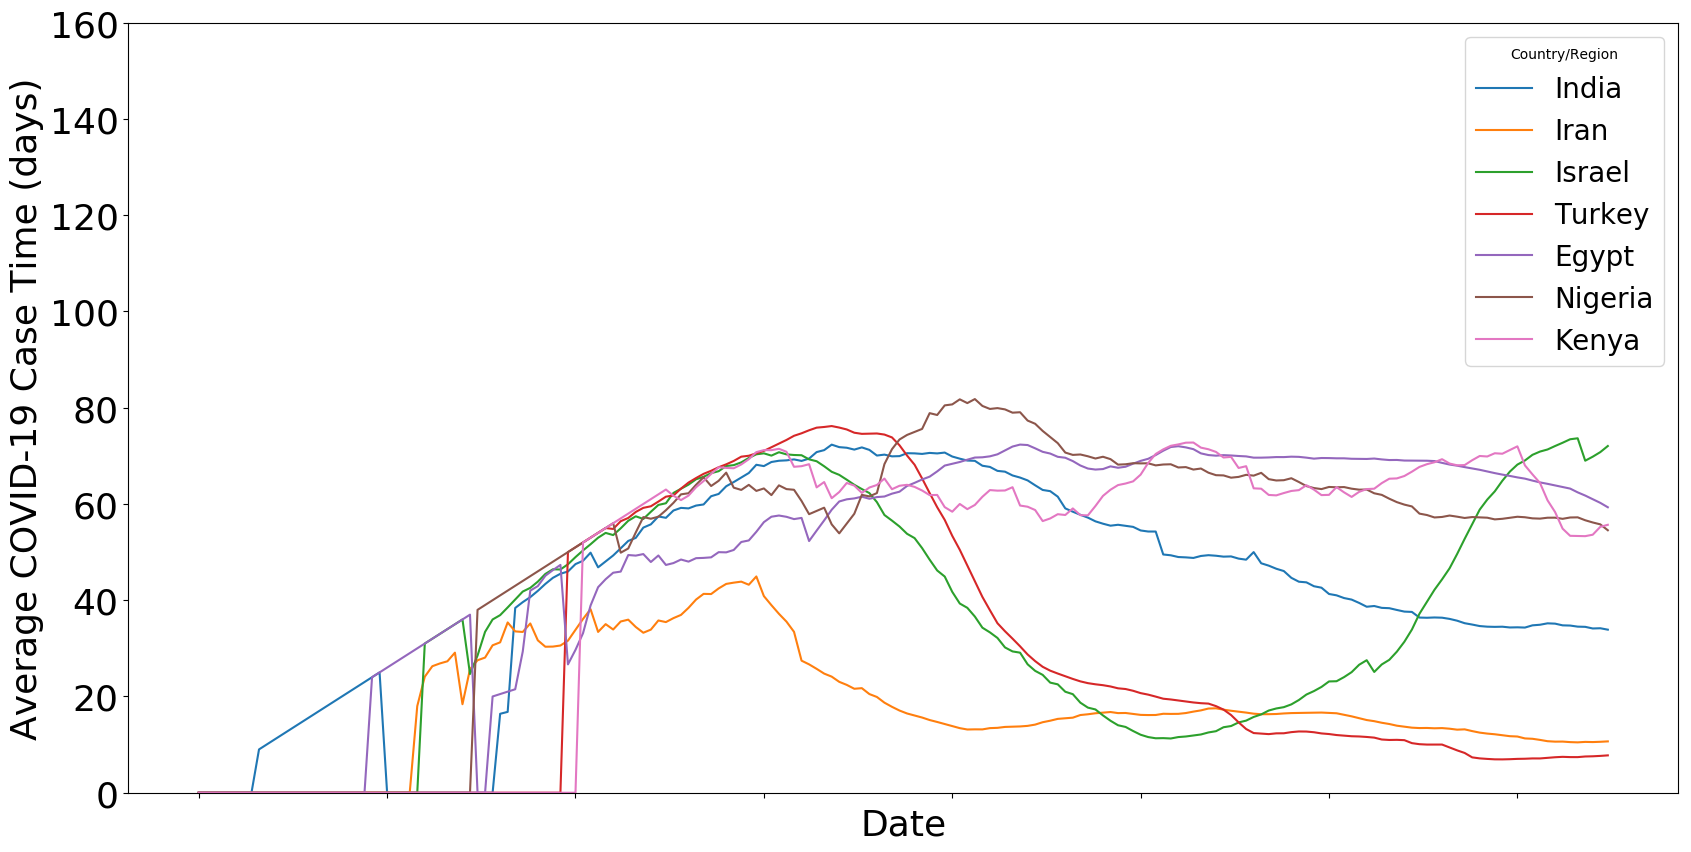 Average COVID-19 Case Time (days)
160
140
120
100
80
60
40
20
0
Date
Country/Region
India
Iran
Israel
Turkey
Egypt
Nigeria
Kenya